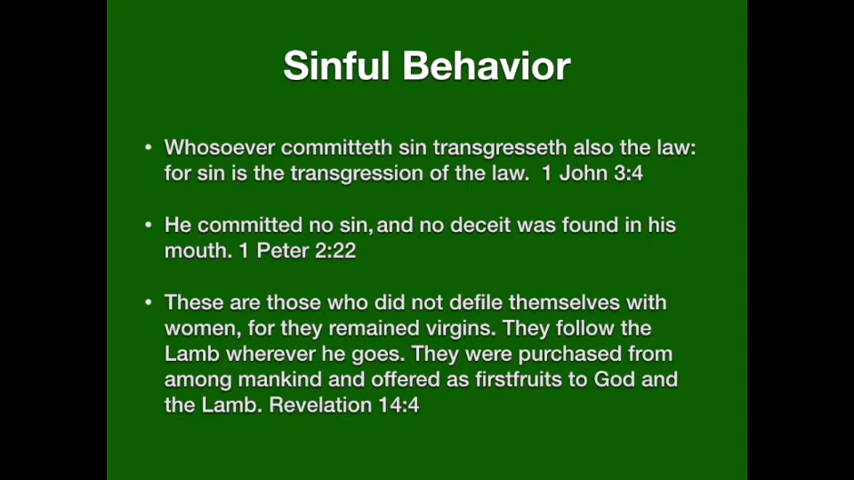 Sinful Behavior
• Whosoever committeth sin transgresseth also the law:
for sin is the transgression of the law.  1 John 3:4
• He committed no sin, and no deceit was found in his
mouth. 1 Peter 2:22
• These are those who did not defile themselves with
women, for they remained virgins. They follow the
Lamb wherever he goes. They were purchased from
among mankind and offered as firstfruits to God and
the Lamb. Revelation 14:4